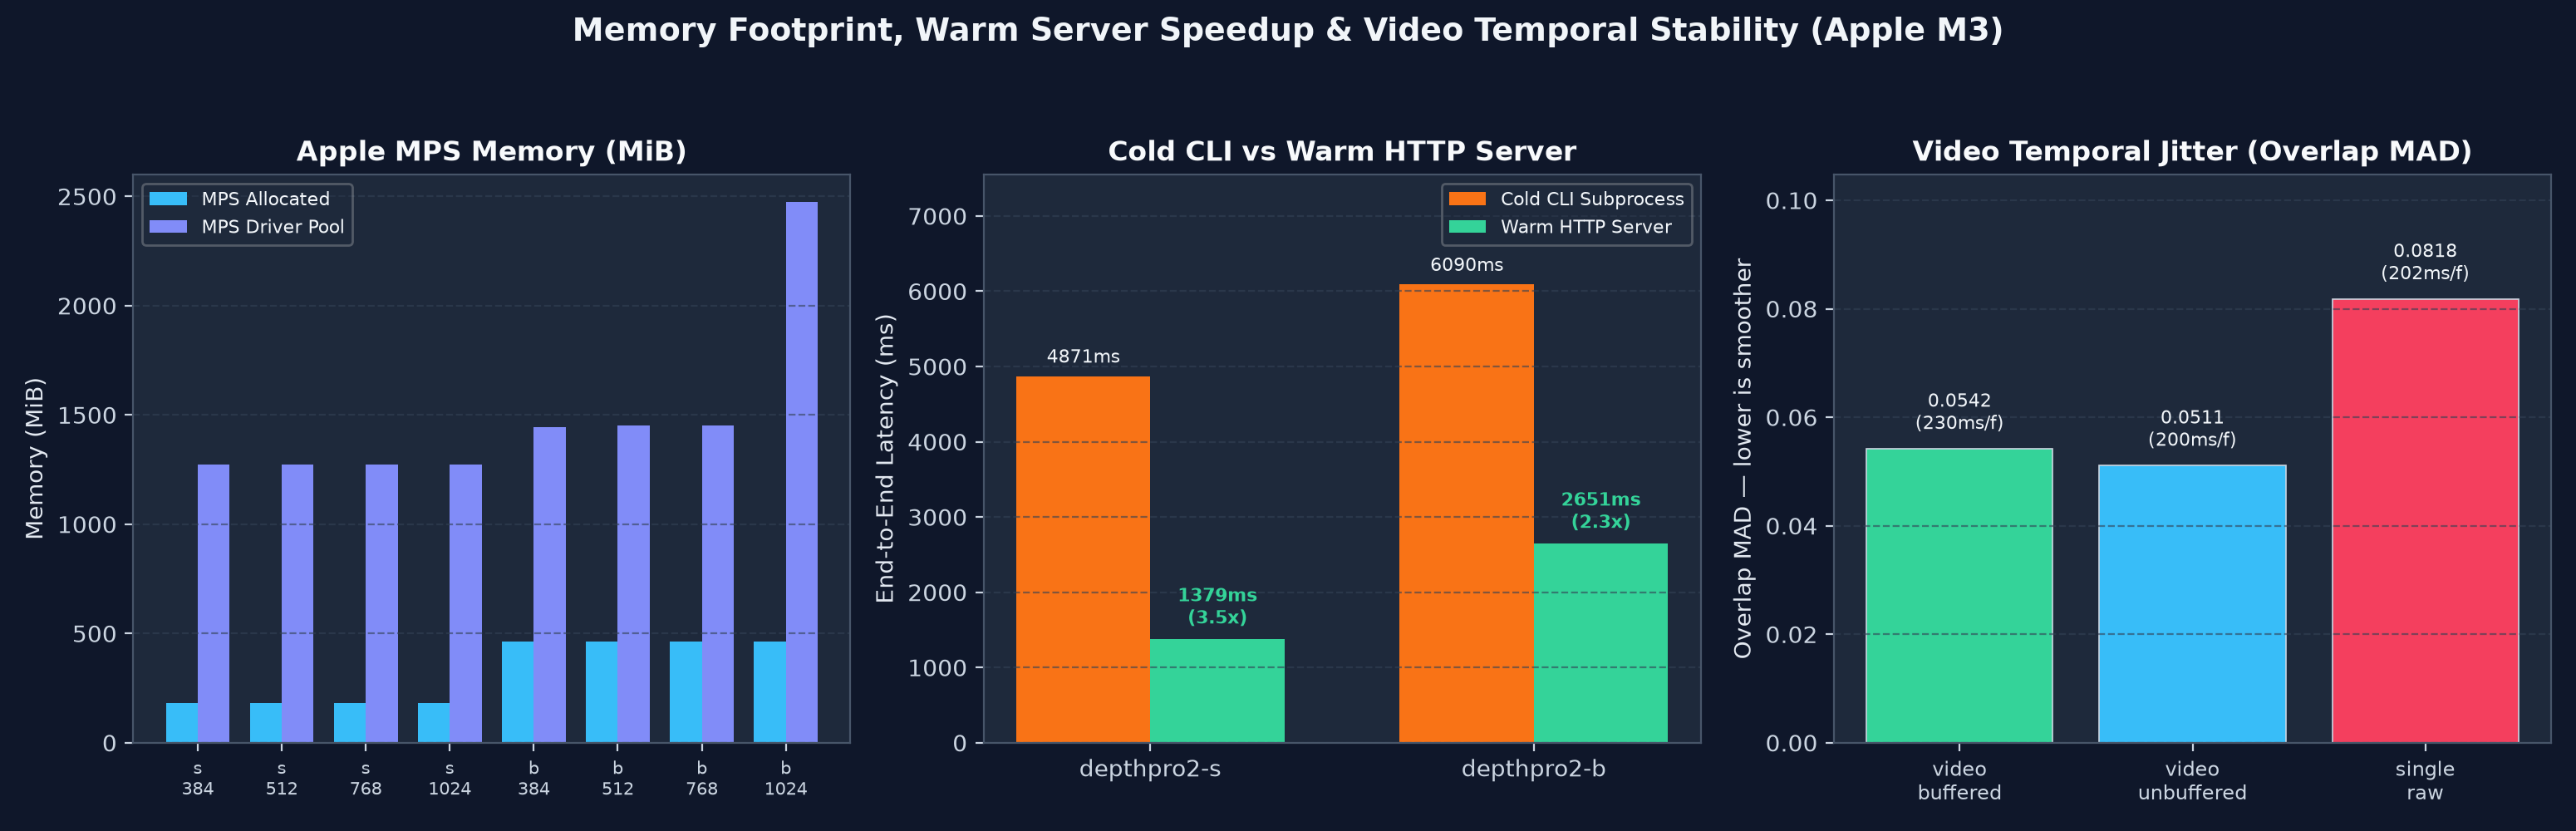 Memory Footprint, Warm Server Speedup & Video Temporal Stability (Apple M3)
Apple MPS Memory (MiB)
Memory (MiB)
2500
2000
1500
1000
500
0
MPS Allocated
MPS Driver Pool
s
384
s
512
s
768
s
1024
b
384
b
512
b
768
b
1024
Cold CLI vs Warm HTTP Server
End-to-End Latency (ms)
7000
6000
5000
4000
3000
2000
1000
0
Cold CLI Subprocess
Warm HTTP Server
4871ms
1379ms
(3.5x)
6090ms
2651ms
(2.3x)
depthpro2-s
depthpro2-b
Video Temporal Jitter (Overlap MAD)
Overlap MAD — lower is smoother
0.10
0.08
0.06
0.04
0.02
0.00
0.0542
(230ms/f)
0.0511
(200ms/f)
0.0818
(202ms/f)
video
buffered
video
unbuffered
single
raw